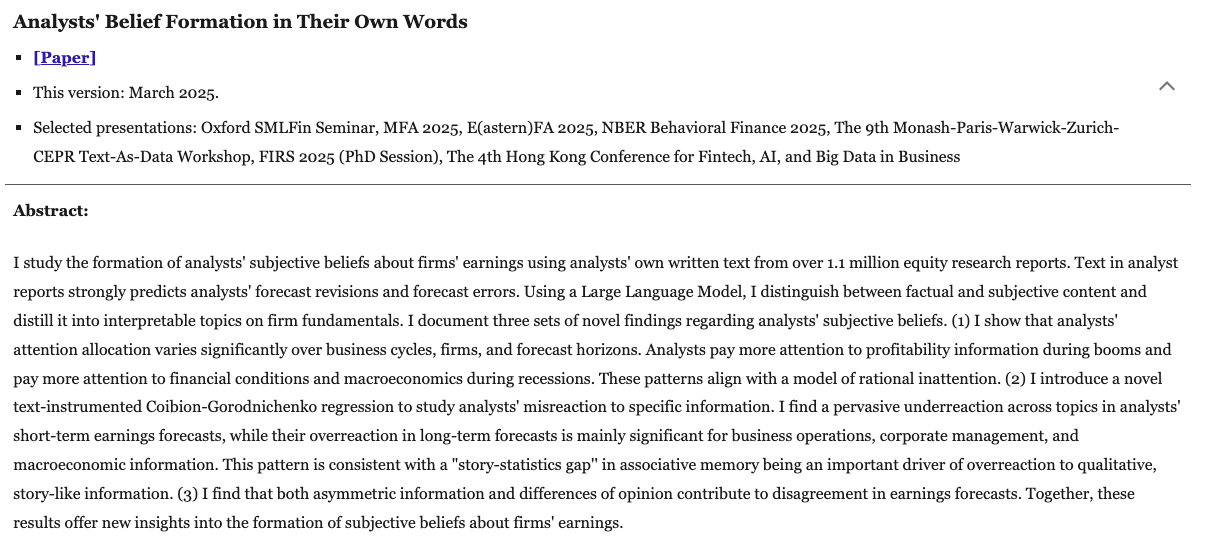 Analysts' Belief Formation in Their Own Words
▪ [Paper]
▪ This version: March 2025.
▪ Selected presentations: Oxford SMLFin Seminar, MFA 2025, E(astern)FA 2025, NBER Behavioral Finance 2025, The 9th Monash-Paris-Warwick-Zurich-
CEPR Text-As-Data Workshop, FIRS 2025 (PhD Session), The 4th Hong Kong Conference for Fintech, AI, and Big Data in Business
Abstract:
I study the formation of analysts' subjective beliefs about firms' earnings using analysts' own written text from over 1.1 million equity research reports. Text in analyst
reports strongly predicts analysts' forecast revisions and forecast errors. Using a Large Language Model, I distinguish between factual and subjective content and
distill it into interpretable topics on firm fundamentals. I document three sets of novel findings regarding analysts' subjective beliefs. (1) I show that analysts'
attention allocation varies significantly over business cycles, firms, and forecast horizons. Analysts pay more attention to profitability information during booms and
pay more attention to financial conditions and macroeconomics during recessions. These patterns align with a model of rational inattention. (2) I introduce a novel
text-instrumented Coibion-Gorodnichenko regression to study analysts' misreaction to specific information. I find a pervasive underreaction across topics in analysts'
short-term earnings forecasts, while their overreaction in long-term forecasts is mainly significant for business operations, corporate management, and
macroeconomic information. This pattern is consistent with a "story-statistics gap" in associative memory being an important driver of overreaction to qualitative,
story-like information. (3) I find that both asymmetric information and differences of opinion contribute to disagreement in earnings forecasts. Together, these
results offer new insights into the formation of subjective beliefs about firms' earnings.